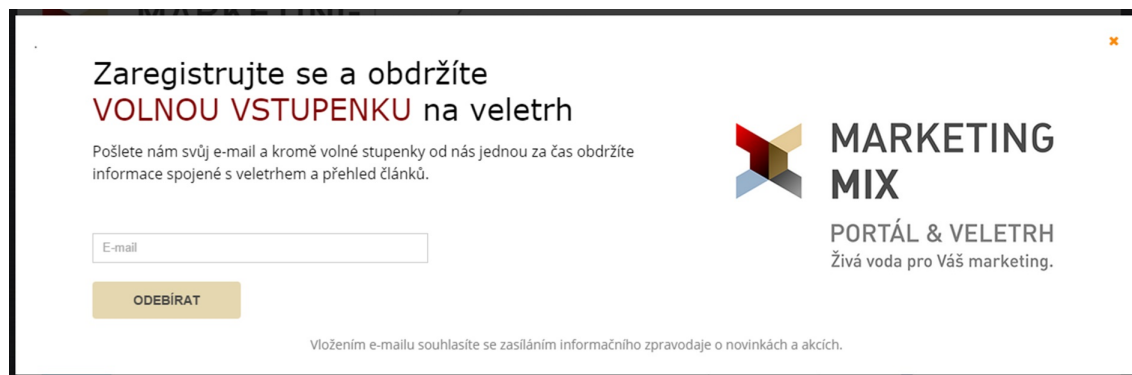 Zaregistrujte se a obdržíte
VOLNOU VSTUPENKU na veletrh
Pošlete nám svůj e-mail a kromě volné stupenky od nás jednou za čas obdržíte
informace spojené s veletrhem a přehled článků.
E-mail
ODEBÍRAT
MARKETING
MIX
PORTÁL & VELETRH
Živá voda pro Váš marketing.
Vložením e-mailu souhlasíte se zasíláním informačního zpravodaje o novinkách a akcích.